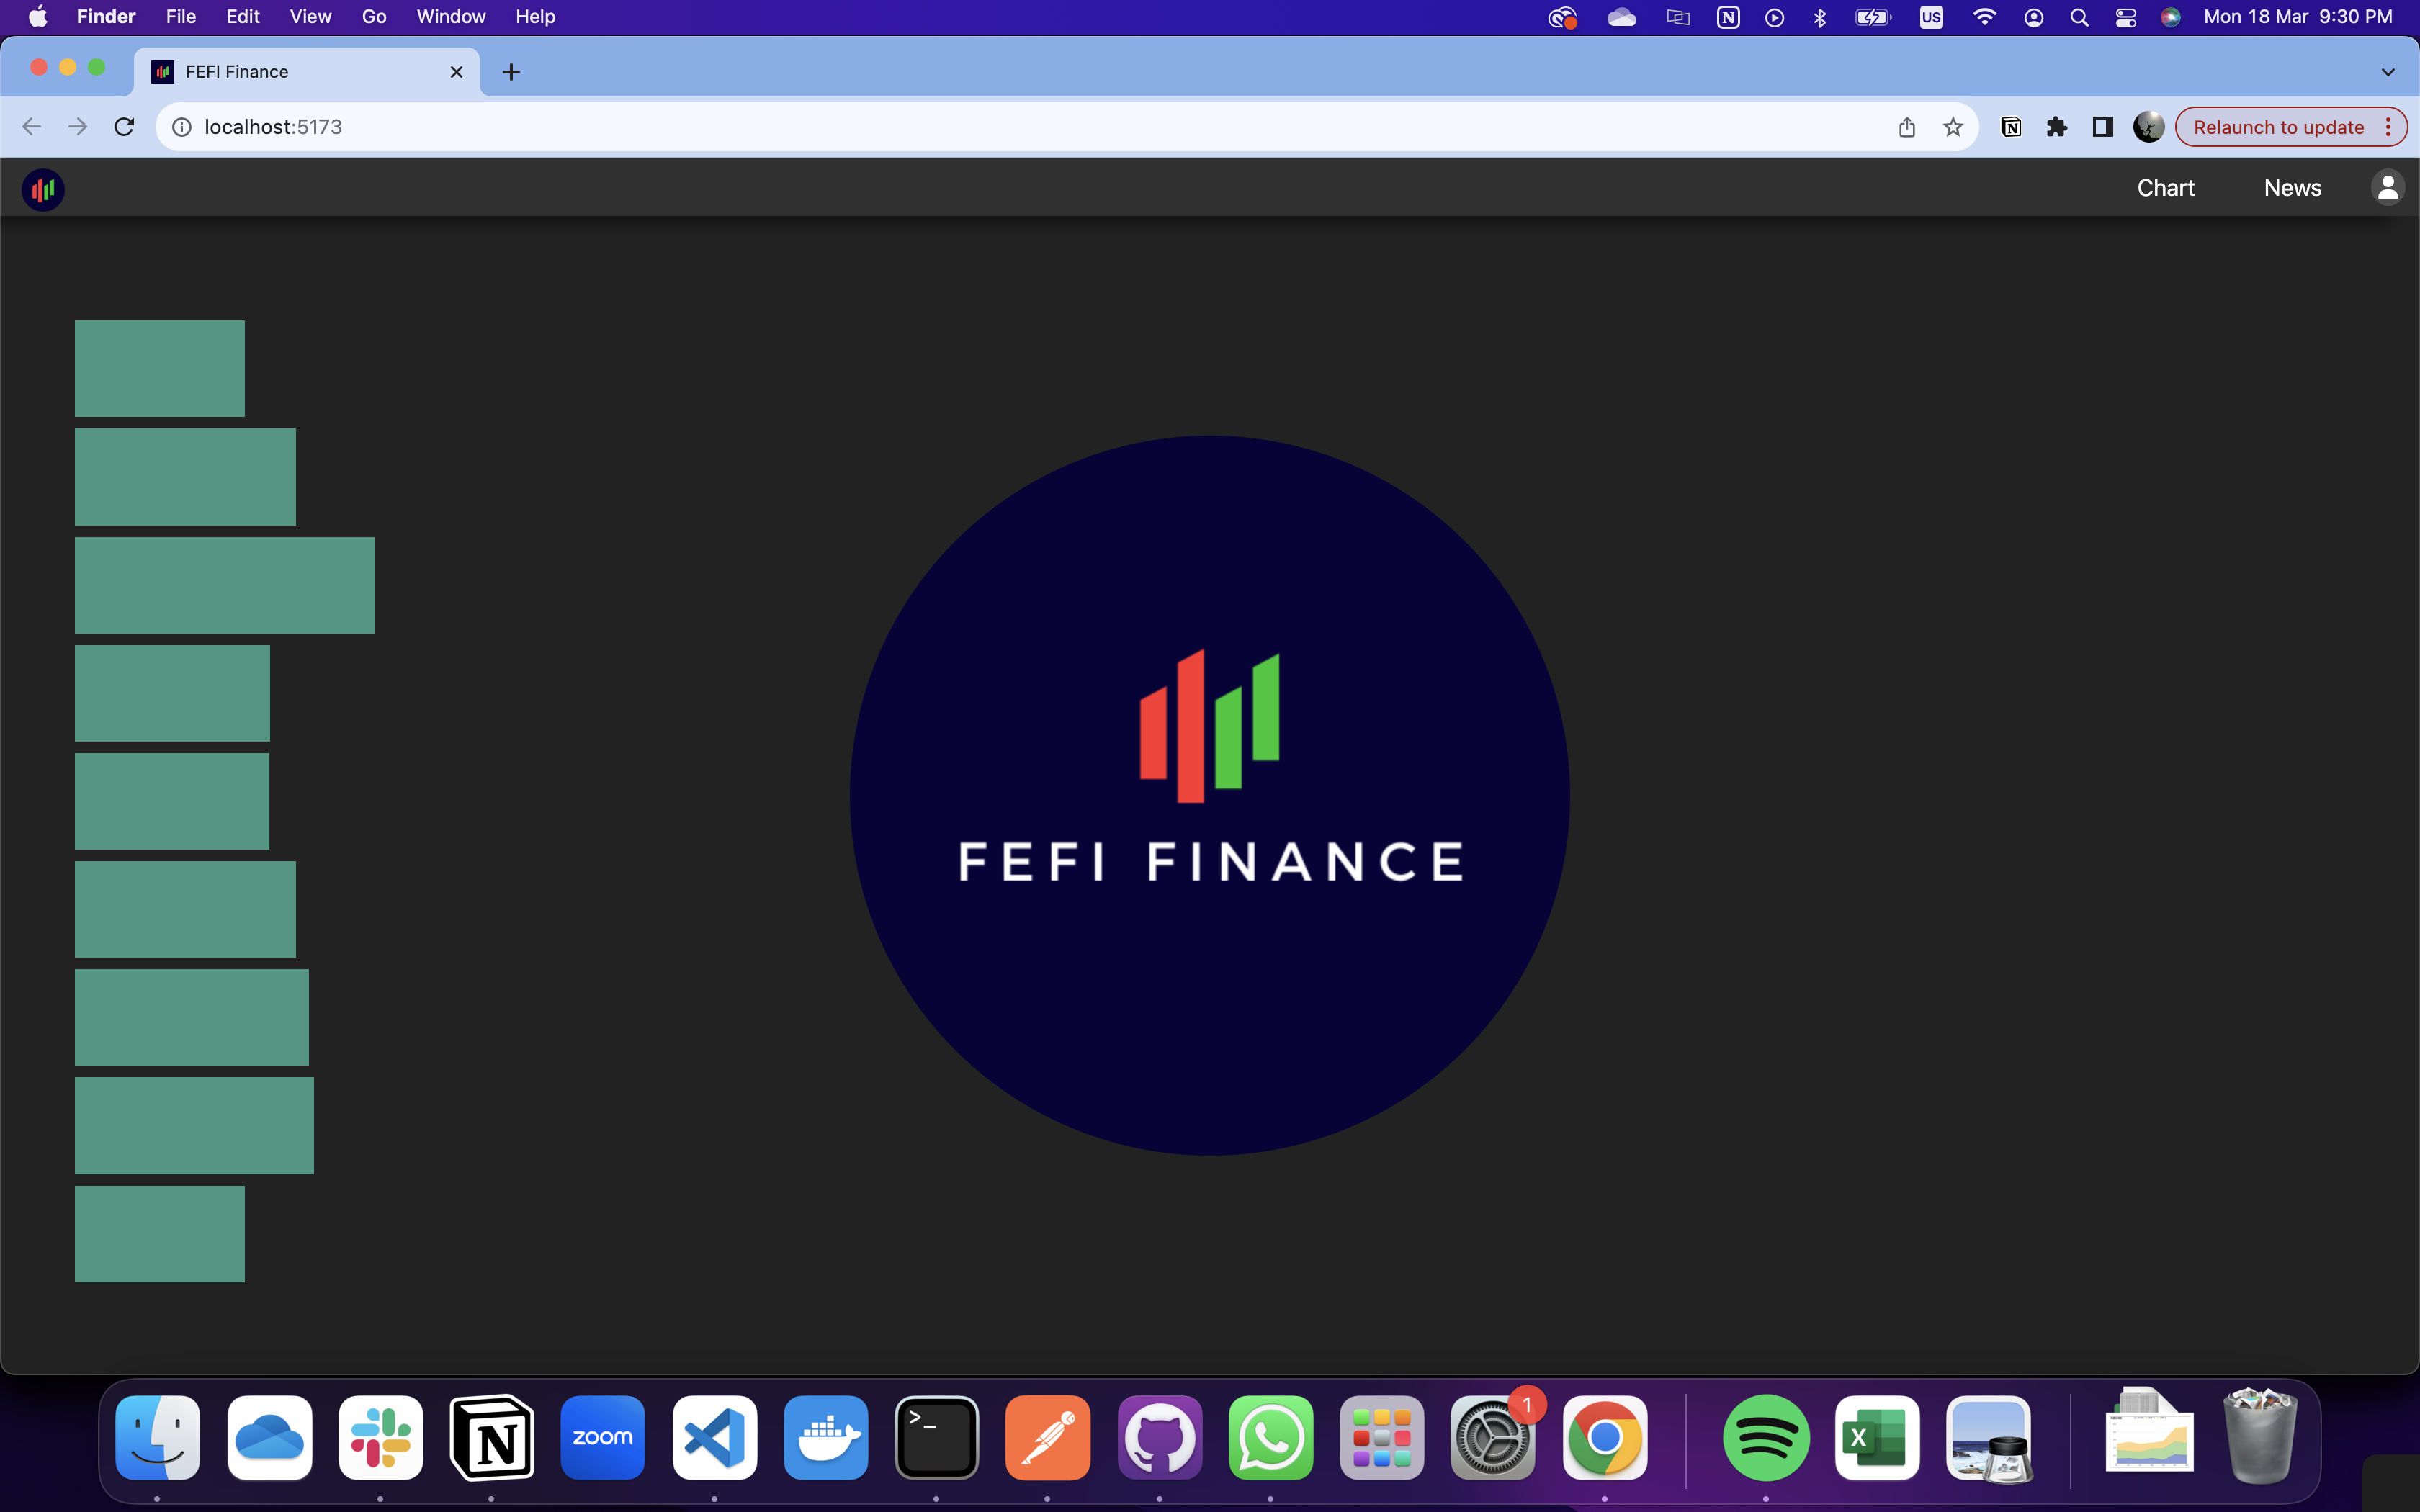 Finder File Edit View Go Window Help US Mon 18 Mar 9:30 PM
FEFI Finance
localhost:5173 Relaunch to update
Chart News
FEFI FINANCE
zoom
>_
1
X